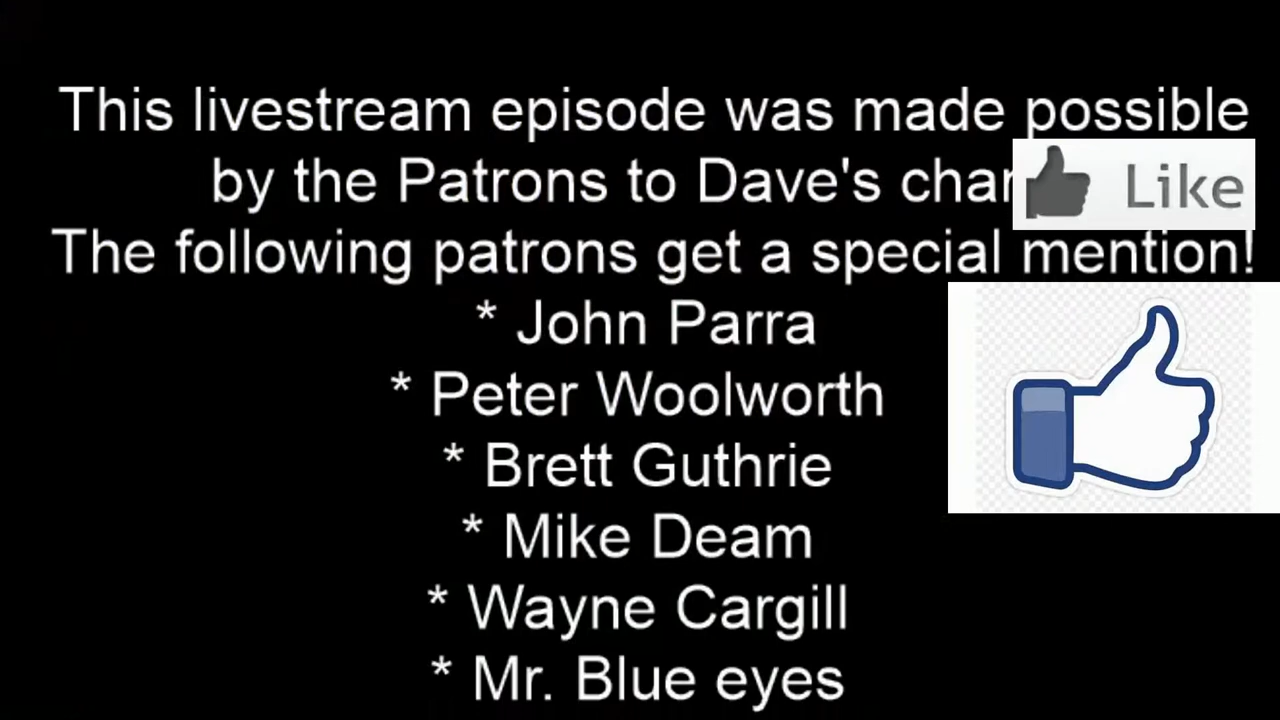 This livestream episode was made possible
by the Patrons to Dave's
Like
The following patrons get a special mention!
* John Parra
* Peter Woolworth
* Brett Guthrie
* Mike Deam
* Wayne Cargill
* Mr. Blue eyes